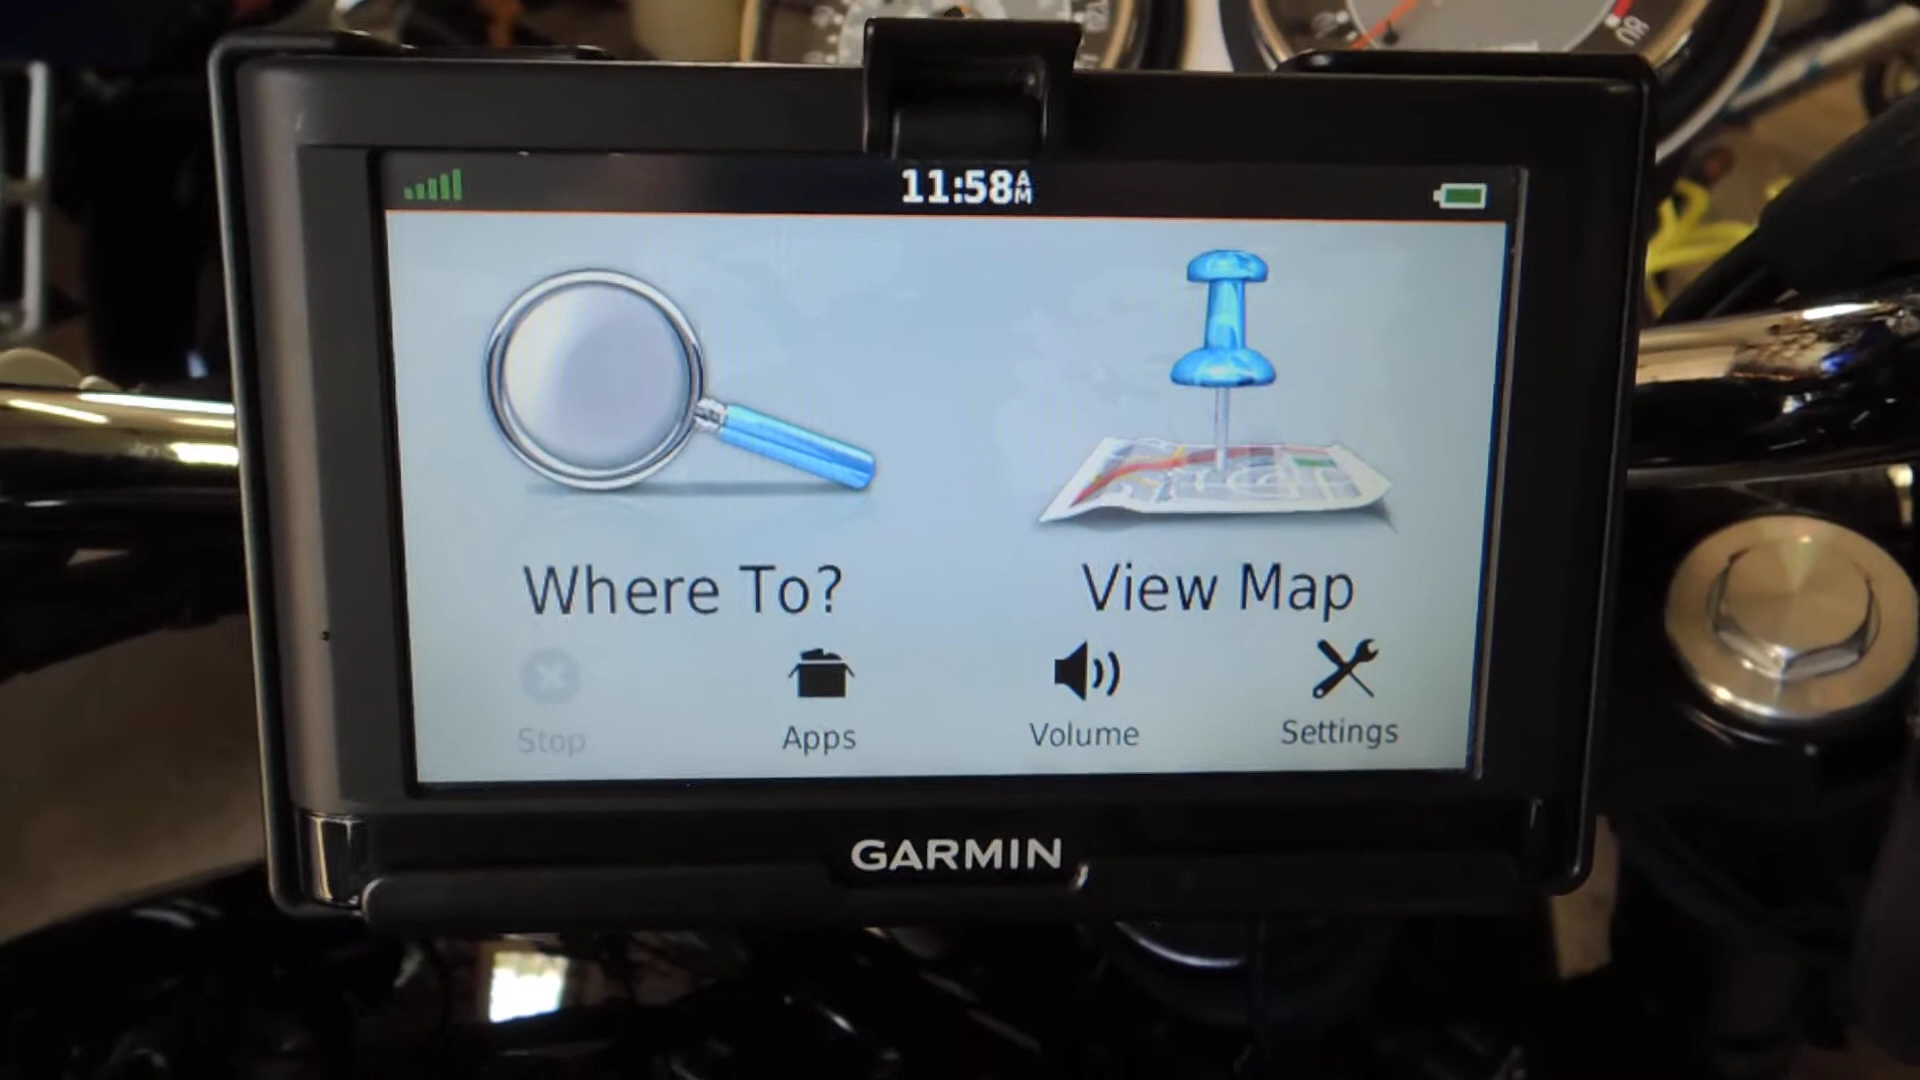 11:58AM
Where To?
View Map
Stop
Apps
Volume
Settings
GARMIN